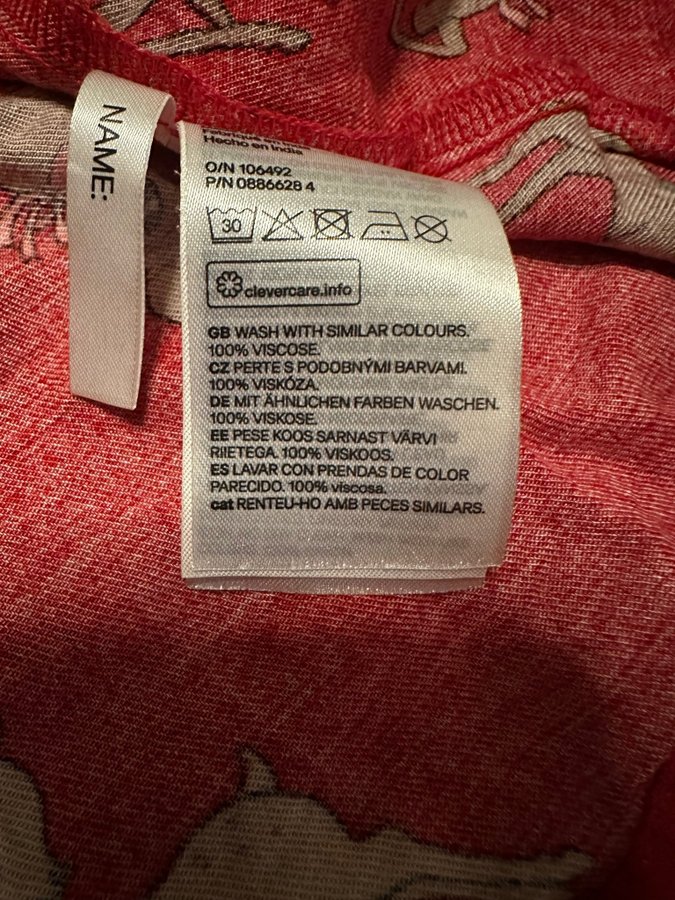 NAME:
Hecho en India
O/N 106492
P/N 0886628 4
30
clevercare.info
GB WASH WITH SIMILAR COLOURS.
100% VISCOSE.
CZ PERTE S PODOBNÝMI BARVAMI.
100% VISKÓZA.
DE MIT ÄHNLICHEN FARBEN WASCHEN.
100% VISKOSE.
EE PESE KOOS SARNAST VÄRVI
RIIETEGA. 100% VISKOOS.
ES LAVAR CON PRENDAS DE COLOR
PARECIDO. 100% viscosa.
cat RENTEU-HO AMB PECES SIMILARS.